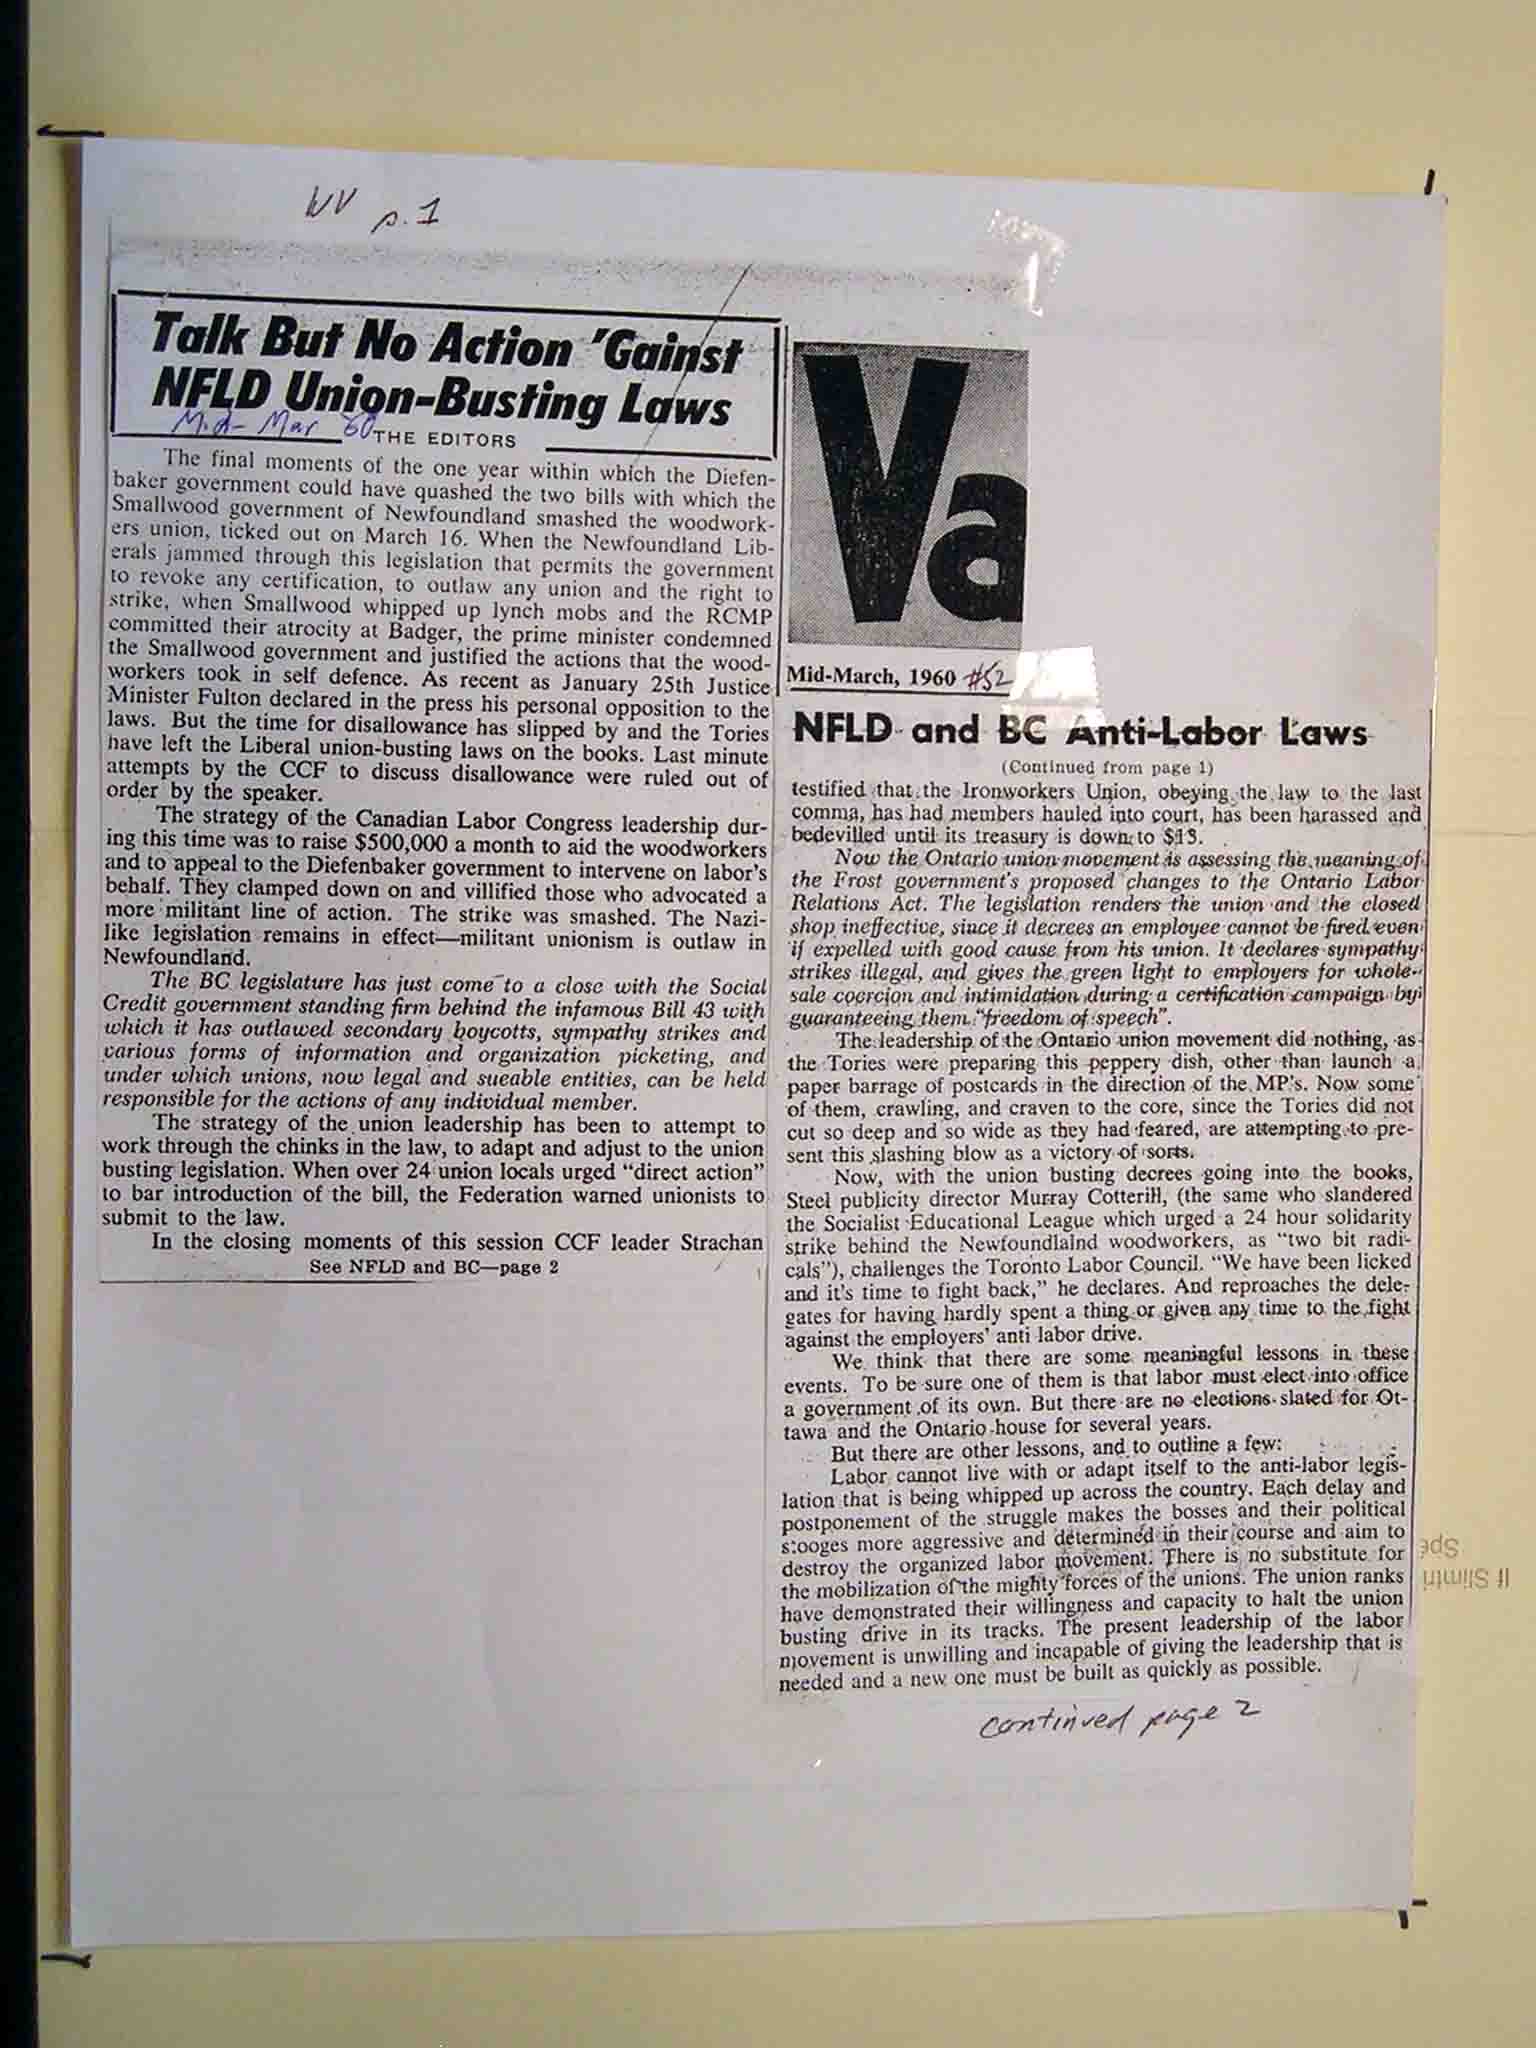 WV p. 1
Talk But No Action 'Gainst
NFLD Union-Busting Laws
Mid-Mar 60
THE EDITORS
The final moments of the one year within which the Diefen-
baker government could have quashed the two bills with which the
Smallwood government of Newfoundland smashed the woodwork-
ers union, ticked out on March 16. When the Newfoundland Lib-
erals jammed through this legislation that permits the government
to revoke any certification, to outlaw any union and the right to
strike, when Smallwood whipped up lynch mobs and the RCMP
committed their atrocity at Badger, the prime minister condemned
the Smallwood government and justified the actions that the wood-
workers took in self defence. As recent as January 25th Justice
Minister Fulton declared in the press his personal opposition to the
laws. But the time for disallowance has slipped by and the Tories
have left the Liberal union-busting laws on the books. Last minute
attempts by the CCF to discuss disallowance were ruled out of
order by the speaker.
The strategy of the Canadian Labor Congress leadership dur-
ing this time was to raise $500,000 a month to aid the woodworkers
and to appeal to the Diefenbaker government to intervene on labor's
behalf. They clamped down on and villified those who advocated a
more militant line of action. The strike was smashed. The Nazi-
like legislation remains in effect—militant unionism is outlaw in
Newfoundland.
The BC legislature has just come to a close with the Social
Credit government standing firm behind the infamous Bill 43 with
which it has outlawed secondary boycotts, sympathy strikes and
various forms of information and organization picketing, and
under which unions, now legal and sueable entities, can be held
responsible for the actions of any individual member.
The strategy of the union leadership has been to attempt to
work through the chinks in the law, to adapt and adjust to the union
busting legislation. When over 24 union locals urged “direct action”
to bar introduction of the bill, the Federation warned unionists to
submit to the law.
In the closing moments of this session CCF leader Strachan
See NFLD and BC—page 2
Va
Mid-March, 1960 #52
NFLD and BC Anti-Labor Laws
(Continued from page 1)
testified that the Ironworkers Union, obeying the law to the last
comma, has had members hauled into court, has been harassed and
bedevilled until its treasury is down to $13.
Now the Ontario union movement is assessing the meaning of
the Frost government's proposed changes to the Ontario Labor
Relations Act. The legislation renders the union and the closed
shop ineffective, since it decrees an employee cannot be fired even
if expelled with good cause from his union. It declares sympathy
strikes illegal, and gives the green light to employers for whole-
sale coercion and intimidation during a certification campaign by
guaranteeing them “freedom of speech”.
The leadership of the Ontario union movement did nothing, as
the Tories were preparing this peppery dish, other than launch a
paper barrage of postcards in the direction of the MP's. Now some
of them, crawling, and craven to the core, since the Tories did not
cut so deep and so wide as they had feared, are attempting to pre-
sent this slashing blow as a victory of sorts.
Now, with the union busting decrees going into the books,
Steel publicity director Murray Cotterill, (the same who slandered
the Socialist Educational League which urged a 24 hour solidarity
strike behind the Newfoundlalnd woodworkers, as “two bit radi-
cals”), challenges the Toronto Labor Council. “We have been licked
and it's time to fight back,” he declares. And reproaches the dele-
gates for having hardly spent a thing or given any time to the fight
against the employers' anti labor drive.
We think that there are some meaningful lessons in these
events. To be sure one of them is that labor must elect into office
a government of its own. But there are no elections slated for Ot-
tawa and the Ontario house for several years.
But there are other lessons, and to outline a few:
Labor cannot live with or adapt itself to the anti-labor legis-
lation that is being whipped up across the country. Each delay and
postponement of the struggle makes the bosses and their political
stooges more aggressive and determined in their course and aim to
destroy the organized labor movement. There is no substitute for
the mobilization of the mighty forces of the unions. The union ranks
have demonstrated their willingness and capacity to halt the union
busting drive in its tracks. The present leadership of the labor
movement is unwilling and incapable of giving the leadership that is
needed and a new one must be built as quickly as possible.
continued page 2
If Slimtri
Spe